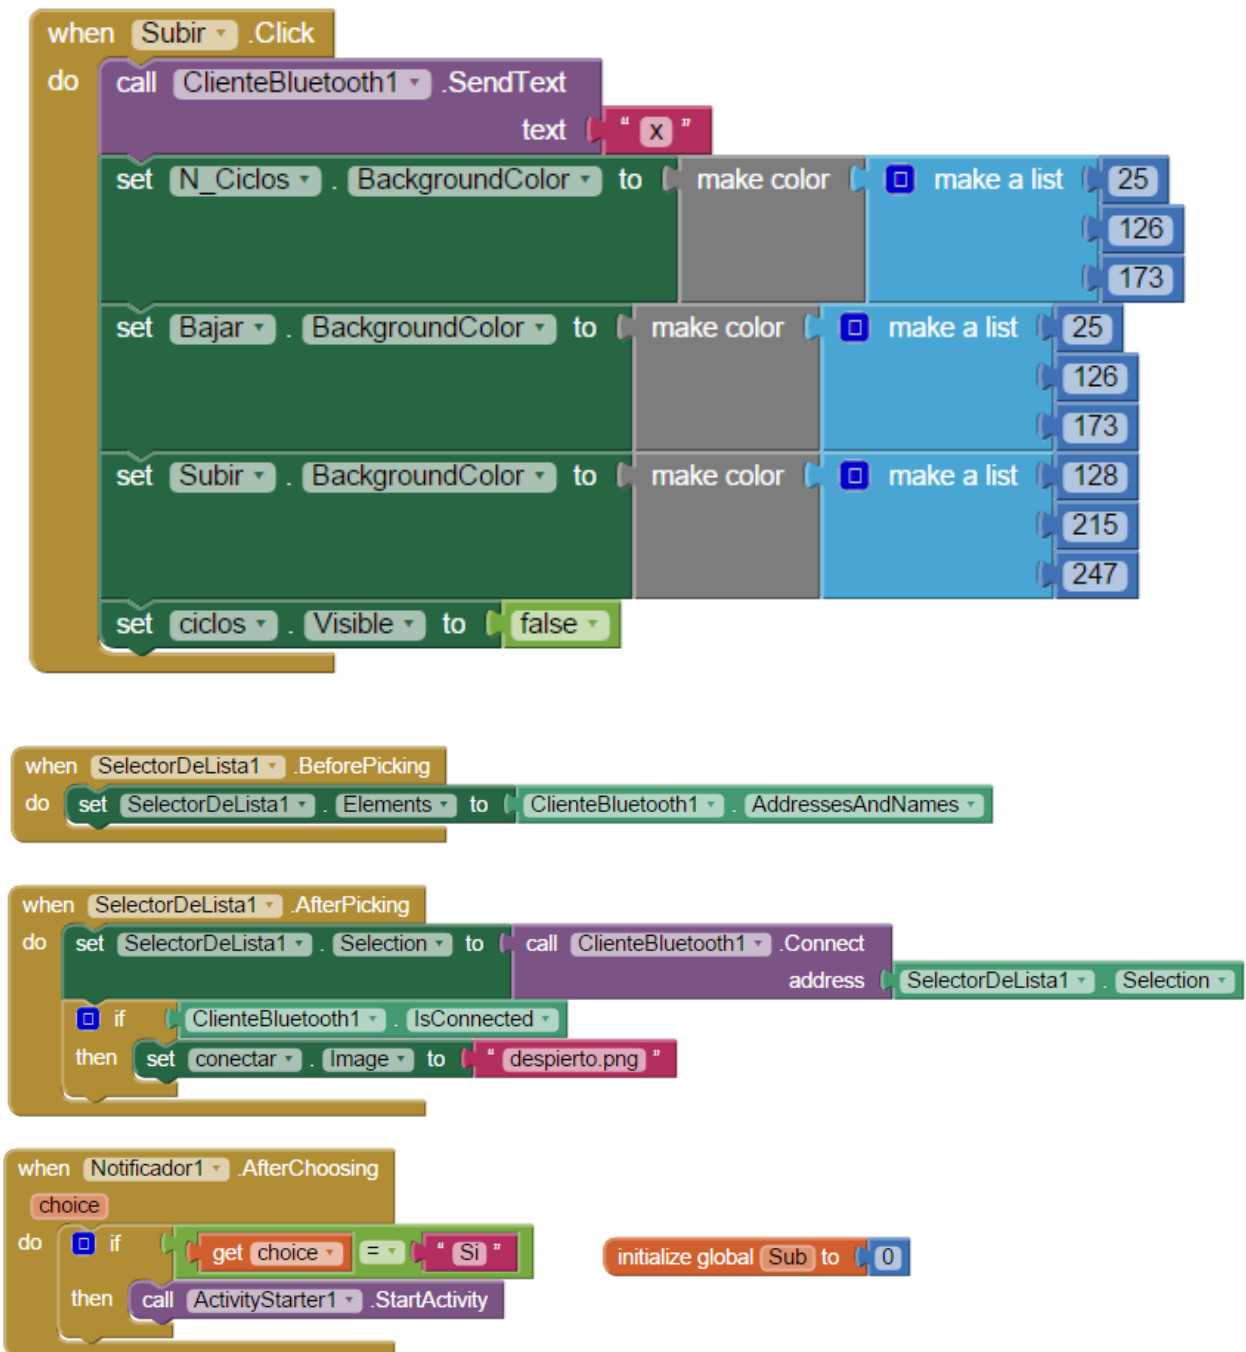 when Subir .Click
do call ClienteBluetooth1 .SendText
text " x "
set N_Ciclos . BackgroundColor to make color make a list 25
126
173
set Bajar . BackgroundColor to make color make a list 25
126
173
set Subir . BackgroundColor to make color make a list 128
215
247
set ciclos . Visible to false
when SelectorDeLista1 .BeforePicking
do set SelectorDeLista1 . Elements to ClienteBluetooth1 . AddressesAndNames
when SelectorDeLista1 .AfterPicking
do set SelectorDeLista1 . Selection to call ClienteBluetooth1 .Connect
address SelectorDeLista1 . Selection
if ClienteBluetooth1 . IsConnected
then set conectar . Image to " despierto.png "
when Notificador1 .AfterChoosing
choice
do if get choice = " Si "
then call ActivityStarter1 .StartActivity
initialize global Sub to 0